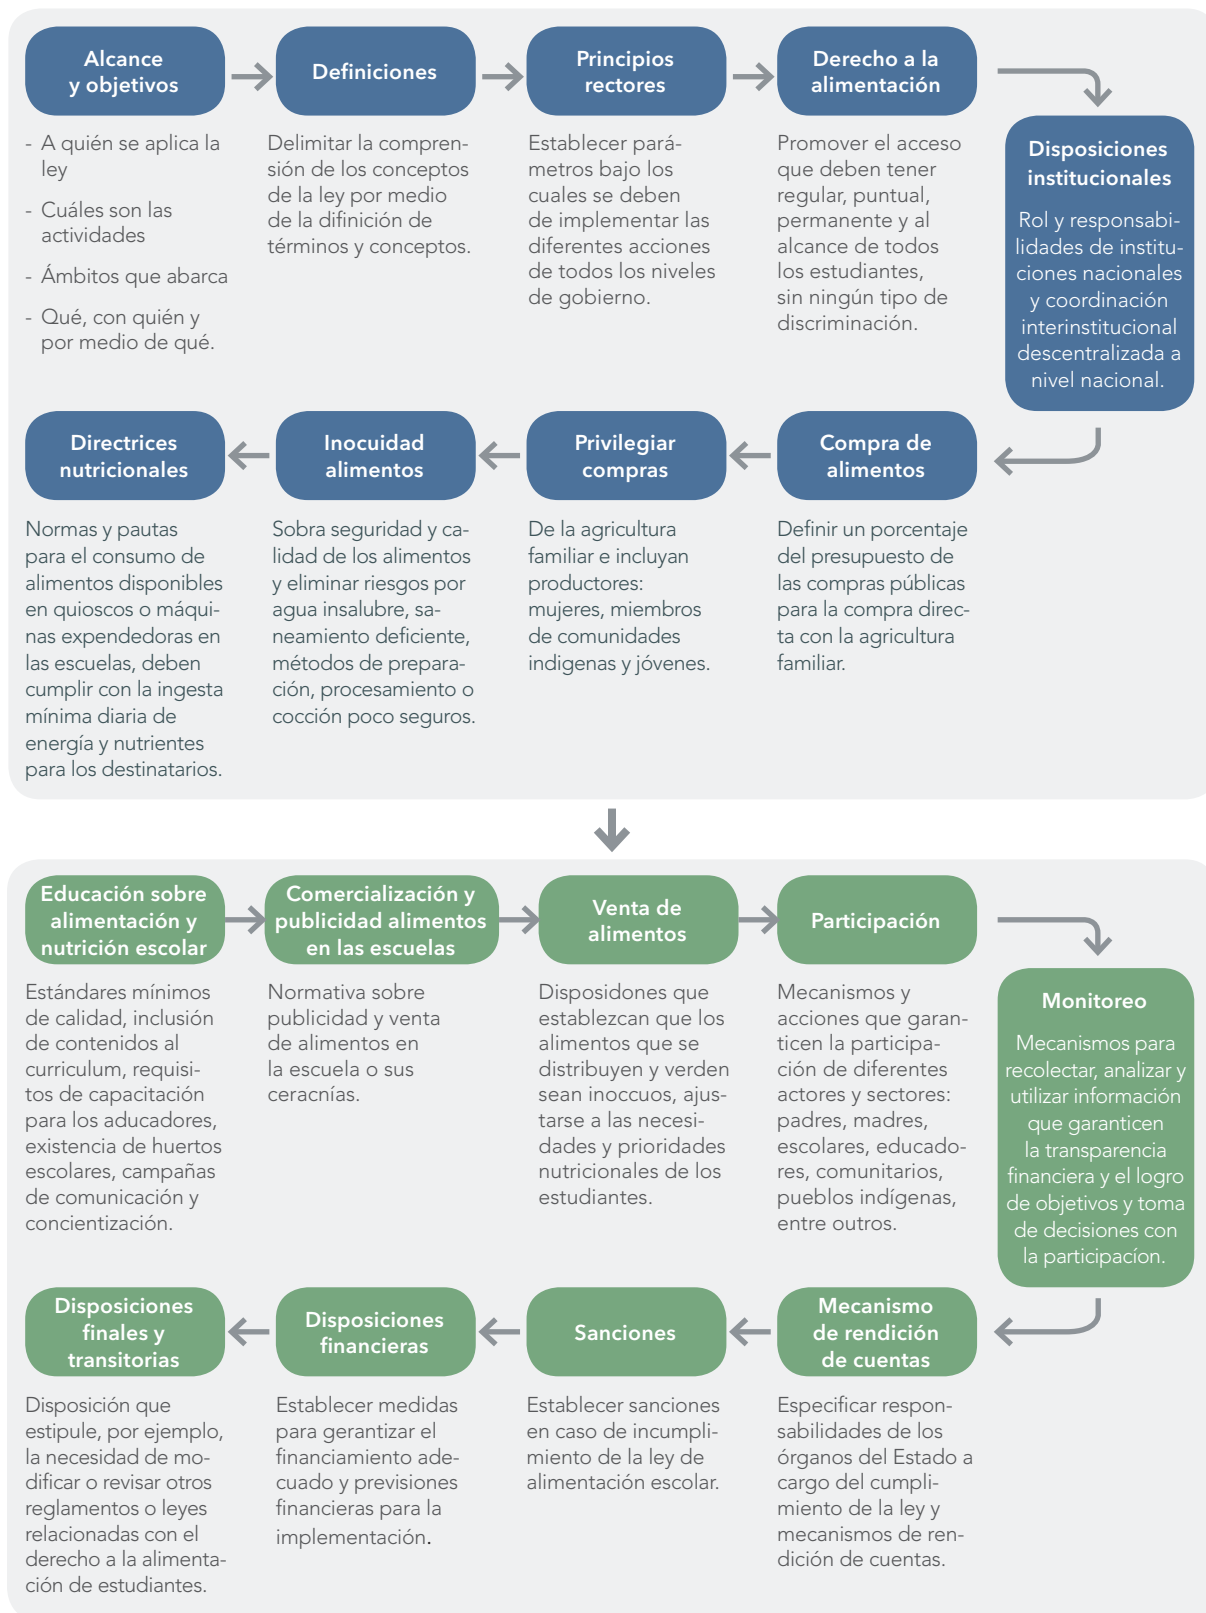 Alcance
y objetivos
- A quién se aplica la
ley
- Cuáles son las
actividades
- Ámbitos que abarca
- Qué, con quién y
por medio de qué.
Definiciones
Delimitar la compren-
sión de los conceptos
de la ley por medio
de la difinición de
términos y conceptos.
Principios
rectores
Establecer pará-
metros bajo los
cuales se deben
de implementar las
diferentes acciones
de todos los niveles
de gobierno.
Derecho a la
alimentación
Promover el acceso
que deben tener
regular, puntual,
permanente y al
alcance de todos
los estudiantes,
sin ningún tipo de
discriminación.
Disposiciones
institucionales
Rol y responsabi-
lidades de institu-
ciones nacionales
y coordinación
interinstitucional
descentralizada a
nivel nacional.
Compra de
alimentos
Definir un porcentaje
del presupuesto de
las compras públicas
para la compra direc-
ta con la agricultura
familiar.
Privilegiar
compras
De la agricultura
familiar e incluyan
productores:
mujeres, miembros
de comunidades
indigenas y jóvenes.
Inocuidad
alimentos
Sobra seguridad y ca-
lidad de los alimentos
y eliminar riesgos por
agua insalubre, sa-
neamiento deficiente,
métodos de prepara-
ción, procesamiento o
cocción poco seguros.
Directrices
nutricionales
Normas y pautas
para el consumo de
alimentos disponibles
en quioscos o máqui-
nas expendedoras en
las escuelas, deben
cumplir con la ingesta
mínima diaria de
energía y nutrientes
para los destinatarios.
Educación sobre
alimentación y
nutrición escolar
Estándares mínimos
de calidad, inclusión
de contenidos al
curriculum, requisi-
tos de capacitación
para los aducadores,
existencia de huertos
escolares, campañas
de comunicación y
concientización.
Comercialización y
publicidad alimentos
en las escuelas
Normativa sobre
publicidad y venta
de alimentos en
la escuela o sus
ceracnías.
Venta de
alimentos
Disposidones que
establezcan que los
alimentos que se
distribuyen y verden
sean inoccuos, ajus-
tarse a las necesi-
dades y prioridades
nutricionales de los
estudiantes.
Participación
Mecanismos y
acciones que garan-
ticen la participa-
ción de diferentes
actores y sectores:
padres, madres,
escolares, educado-
res, comunitarios,
pueblos indígenas,
entre outros.
Monitoreo
Mecanismos para
recolectar, analizar y
utilizar información
que garanticen
la transparencia
financiera y el logro
de objetivos y toma
de decisiones con
la participacíon.
Mecanismo
de rendición
de cuentas
Especificar respon-
sabilidades de los
órganos del Estado a
cargo del cumpli-
miento de la ley y
mecanismos de ren-
dición de cuentas.
Sanciones
Establecer sanciones
en caso de incumpli-
miento de la ley de
alimentación escolar.
Disposiciones
financieras
Establecer medidas
para gerantizar el
financiamiento ade-
cuado y previsiones
financieras para la
implementación.
Disposiciones
finales y
transitorias
Disposición que
estipule, por ejemplo,
la necesidad de mo-
dificar o revisar otros
reglamentos o leyes
relacionadas con el
derecho a la alimenta-
ción de estudiantes.